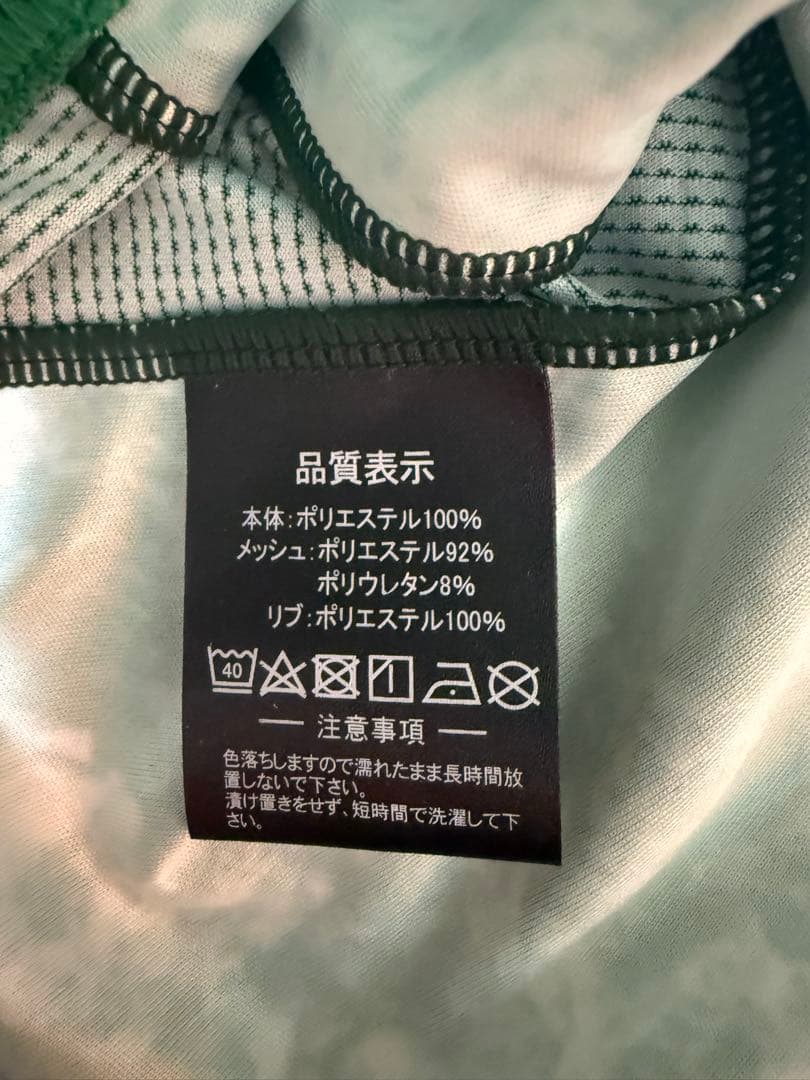 品質表示
本体:ポリエステル100%
メッシュ:ポリエステル92%
ポリウレタン8%
リブ:ポリエステル100%
40
注意事項
色落ちしますので濡れたまま長時間放
置しないで下さい。
漬け置きをせず、短時間で洗濯して下
さい。